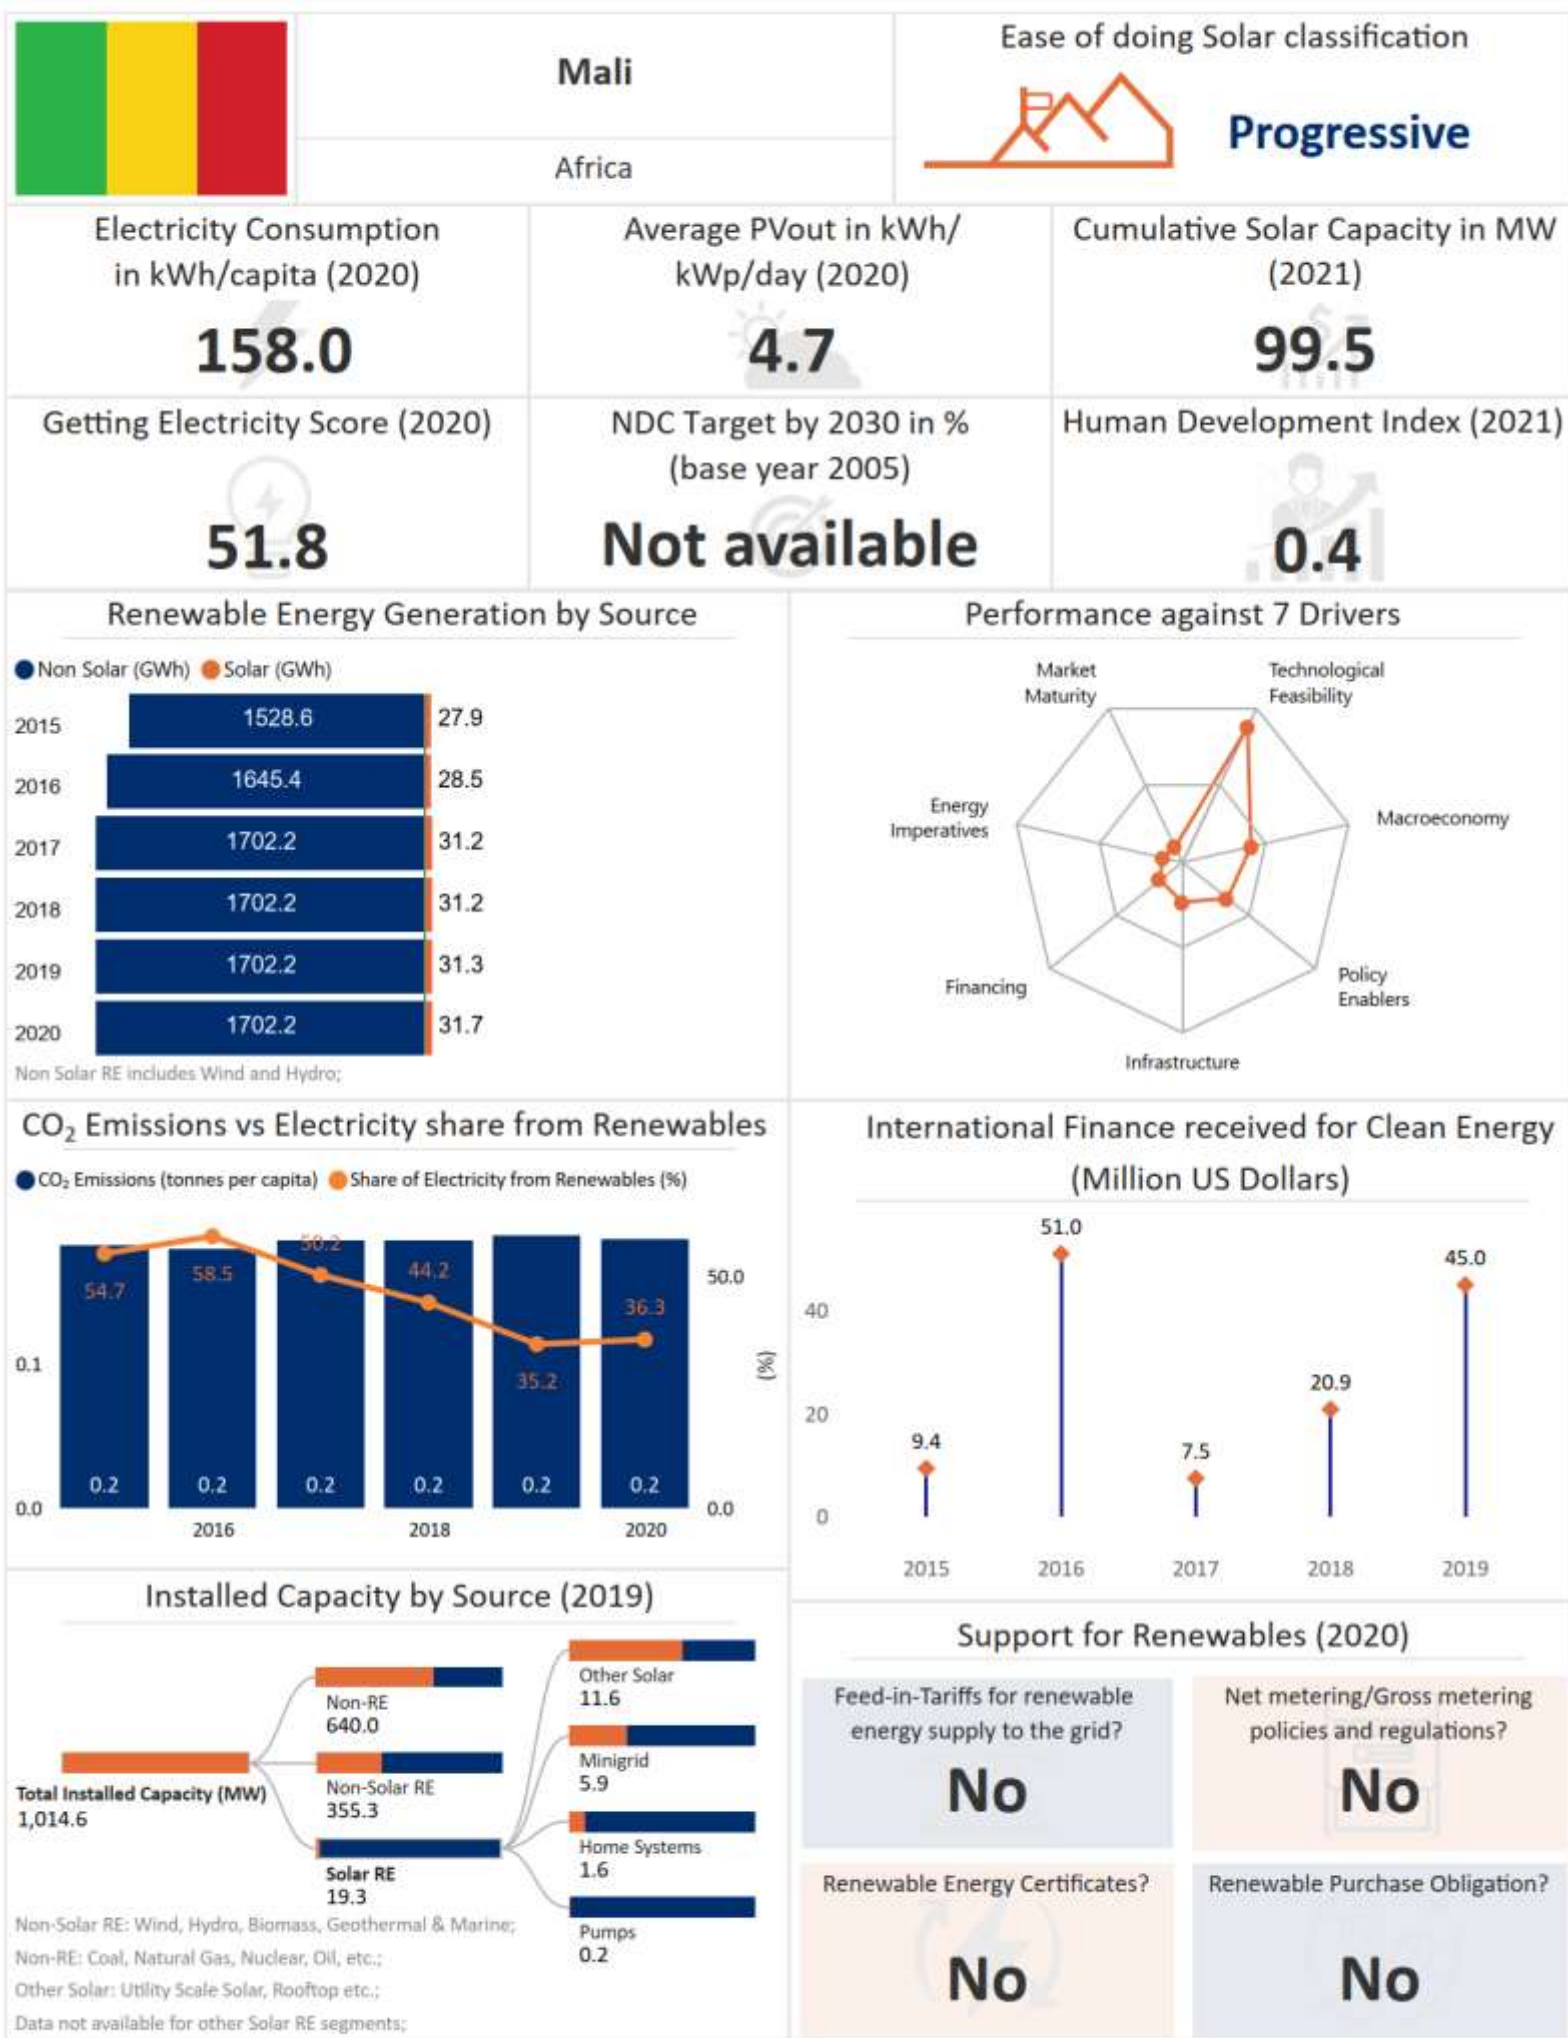 Mali
Africa
Ease of doing Solar classification
Progressive
Electricity Consumption
in kWh/capita (2020)
158.0
Average PVout in kWh/
kWp/day (2020)
4.7
Cumulative Solar Capacity in MW
(2021)
99.5
Getting Electricity Score (2020)
51.8
NDC Target by 2030 in %
(base year 2005)
Not available
Human Development Index (2021)
0.4
Renewable Energy Generation by Source
Non Solar (GWh) Solar (GWh)
2015 1528.6 27.9
2016 1645.4 28.5
2017 1702.2 31.2
2018 1702.2 31.2
2019 1702.2 31.3
2020 1702.2 31.7
Non Solar RE includes Wind and Hydro;
Performance against 7 Drivers
Market
Maturity
Technological
Feasibility
Energy
Imperatives
Macroeconomy
Financing
Policy
Enablers
Infrastructure
CO₂ Emissions vs Electricity share from Renewables
CO₂ Emissions (tonnes per capita) Share of Electricity from Renewables (%)
54.7 58.5 50.2 44.2 35.2 36.3
50.0
0.1
(%)
0.2 0.2 0.2 0.2 0.2 0.2
0.0 0.0
2016 2018 2020
International Finance received for Clean Energy
(Million US Dollars)
51.0
45.0
40
20.9
20
9.4
7.5
0
2015 2016 2017 2018 2019
Installed Capacity by Source (2019)
Total Installed Capacity (MW)
1,014.6
Non-RE
640.0
Non-Solar RE
355.3
Solar RE
19.3
Other Solar
11.6
Minigrid
5.9
Home Systems
1.6
Pumps
0.2
Non-Solar RE: Wind, Hydro, Biomass, Geothermal & Marine;
Non-RE: Coal, Natural Gas, Nuclear, Oil, etc.;
Other Solar: Utility Scale Solar, Rooftop etc.;
Data not available for other Solar RE segments;
Support for Renewables (2020)
Feed-in-Tariffs for renewable
energy supply to the grid?
No
Net metering/Gross metering
policies and regulations?
No
Renewable Energy Certificates?
No
Renewable Purchase Obligation?
No